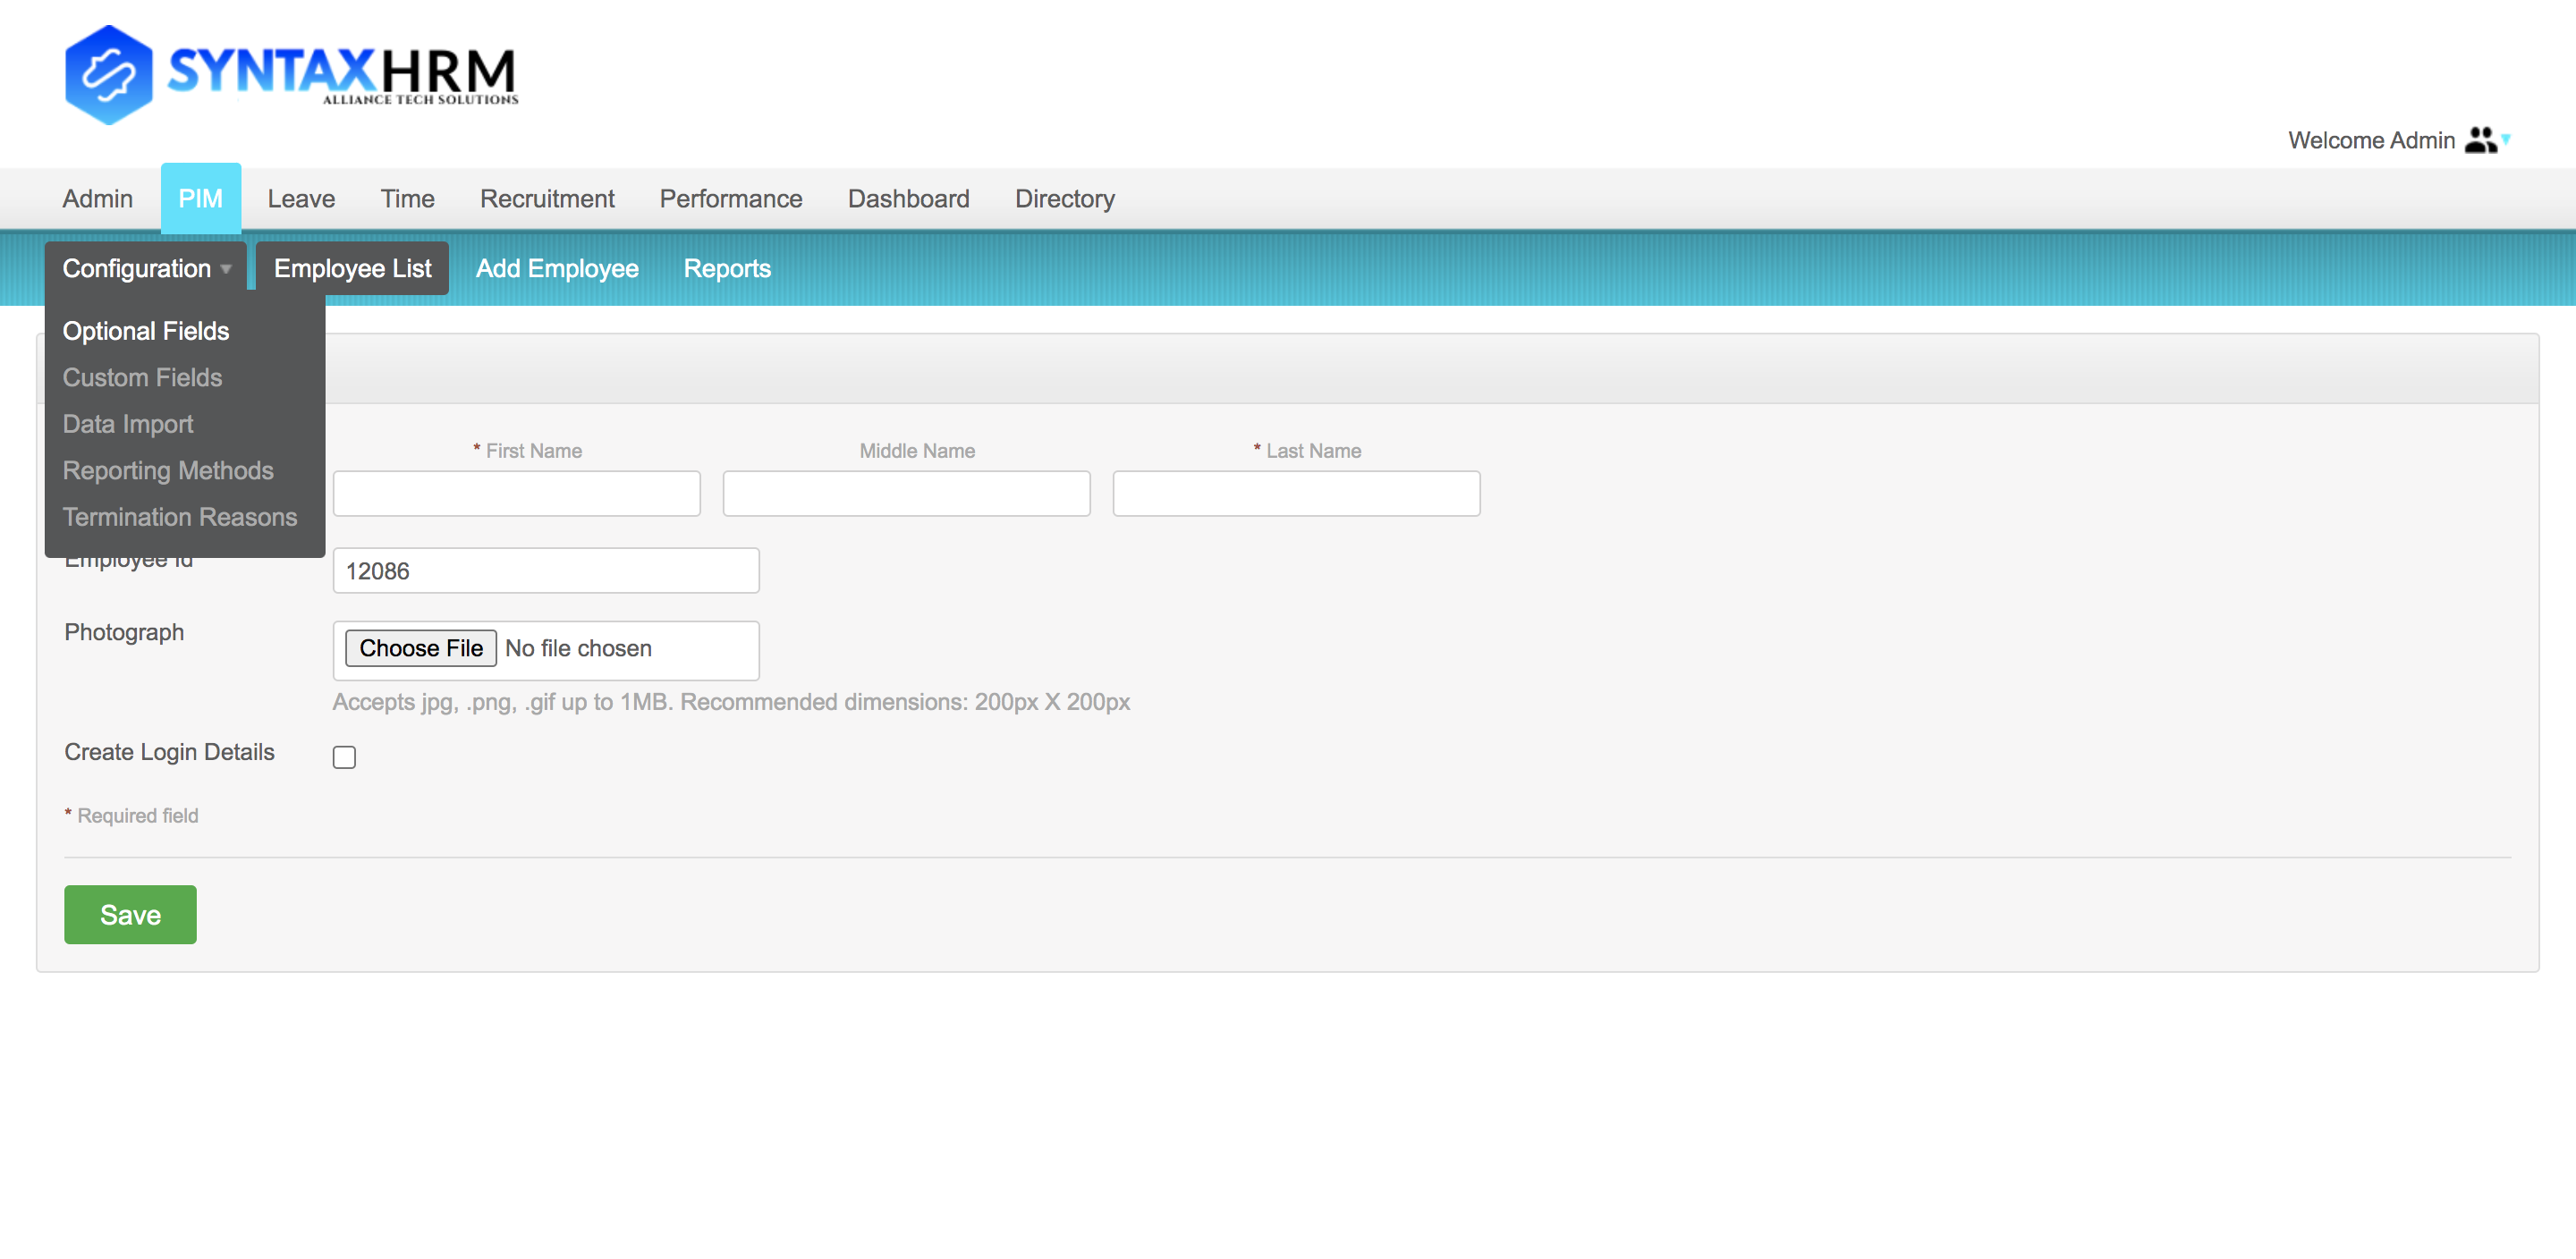 SYNTAXHRM
ALLIANCE TECH SOLUTIONS
Welcome Admin
Admin PIM Leave Time Recruitment Performance Dashboard Directory
Configuration Employee List Add Employee Reports
Optional Fields
Custom Fields
Data Import
Reporting Methods
Termination Reasons
* First Name Middle Name * Last Name
Employee Id 12086
Photograph Choose File No file chosen
Accepts jpg, .png, .gif up to 1MB. Recommended dimensions: 200px X 200px
Create Login Details
* Required field
Save